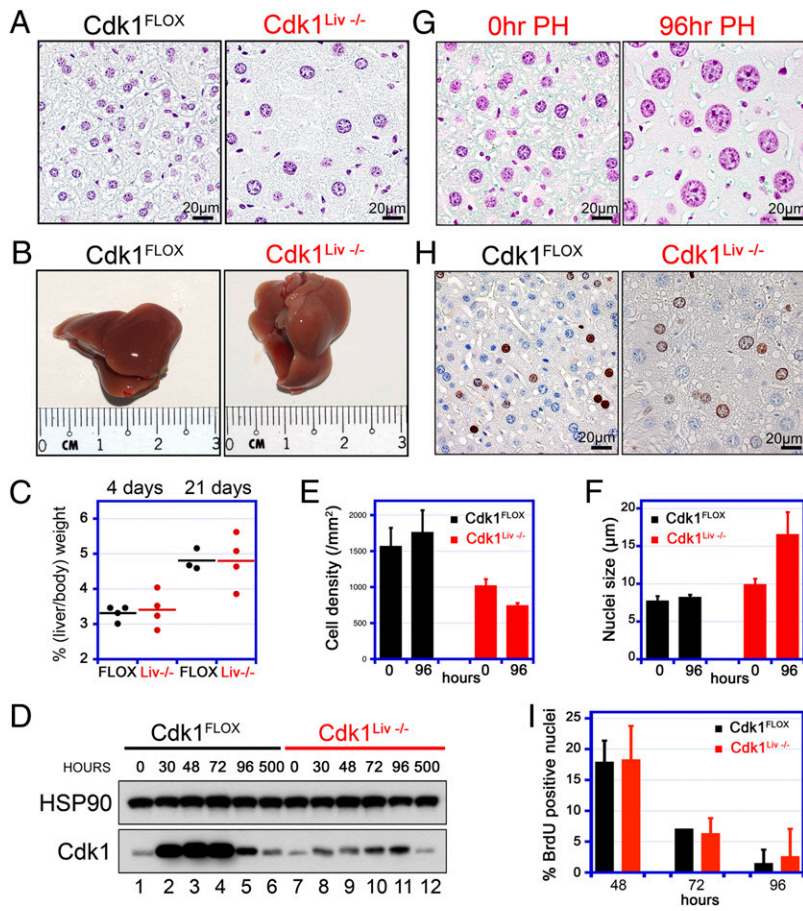 A
Cdk1FLOX
Cdk1Liv -/-
20µm
20µm
B
Cdk1FLOX
Cdk1Liv -/-
0 CM 1 2 3
0 CM 1 2 3
C
4 days
21 days
% (liver/body) weight
6
5
4
3
2
FLOX Liv-/- FLOX Liv-/-
D
Cdk1FLOX
Cdk1Liv -/-
HOURS 0 30 48 72 96 500 0 30 48 72 96 500
HSP90
Cdk1
1 2 3 4 5 6 7 8 9 10 11 12
E
Cdk1FLOX
Cdk1Liv -/-
Cell density (/mm²)
2000
1500
1000
500
0
0 96 0 96
hours
F
Cdk1FLOX
Cdk1Liv -/-
Nuclei size (µm)
20
15
10
5
0
0 96 0 96
hours
G
0hr PH
96hr PH
20µm
20µm
H
Cdk1FLOX
Cdk1Liv -/-
20µm
20µm
I
Cdk1FLOX
Cdk1Liv -/-
% BrdU positive nuclei
25
20
15
10
5
0
48 72 96
hours